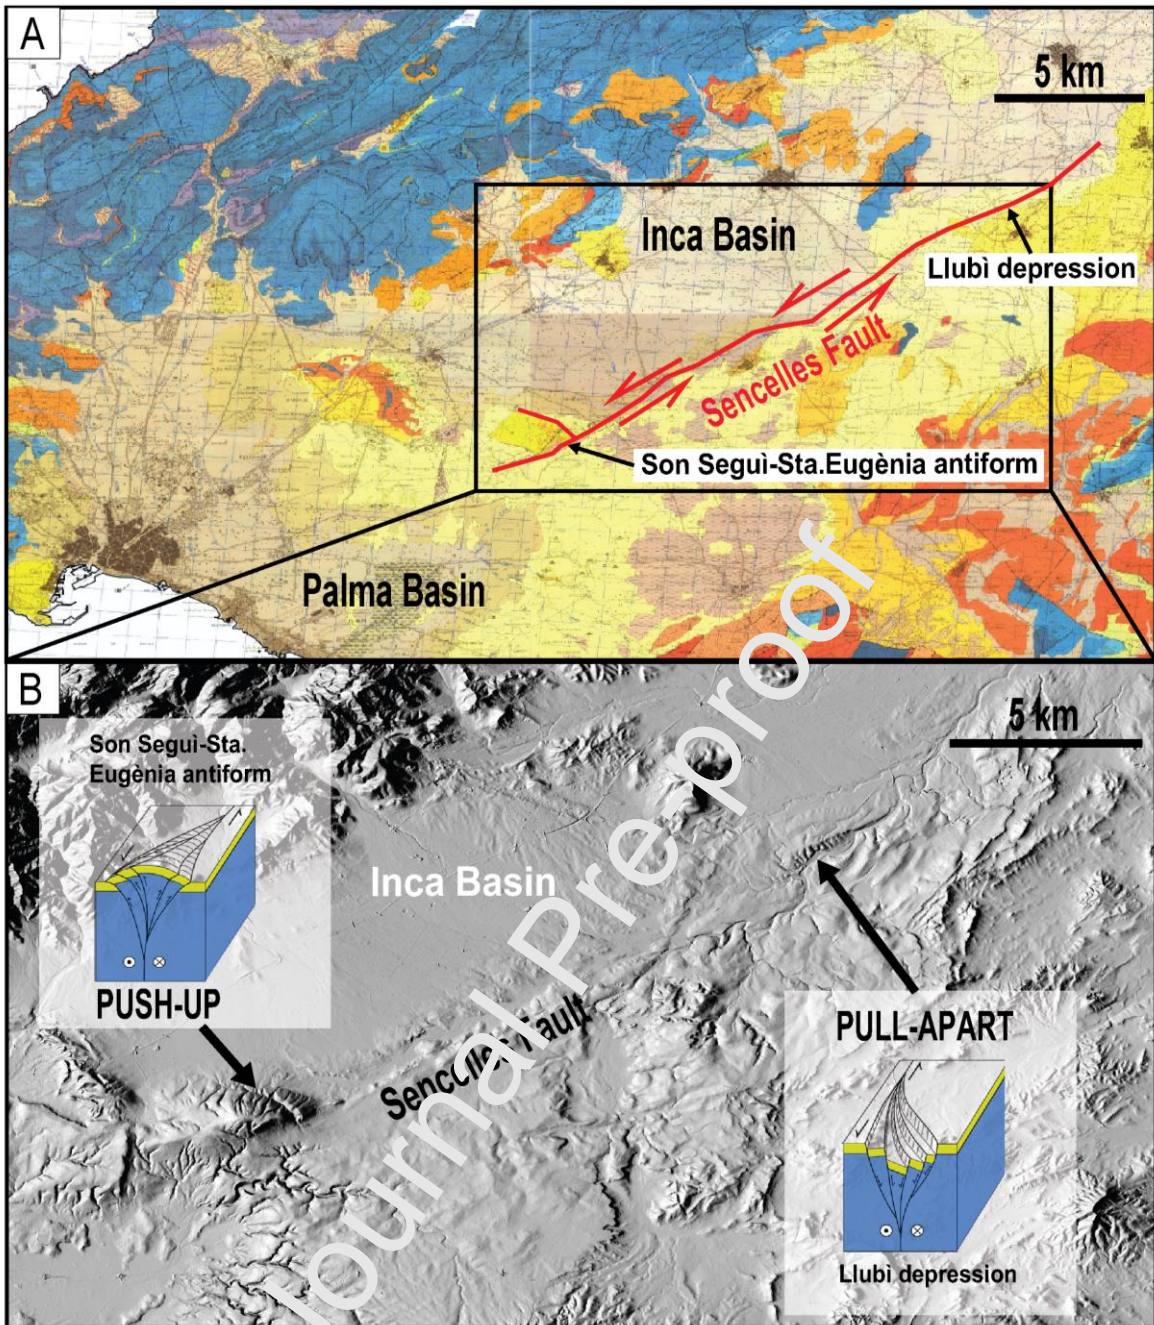 A
5 km
Inca Basin
Llubì depression
Sencelles Fault
Son Seguì-Sta.Eugènia antiform
Palma Basin
B
5 km
Son Seguì-Sta.
Eugènia antiform
Inca Basin
PUSH-UP
Sencelles Fault
PULL-APART
Llubì depression
Journal Pre-proof